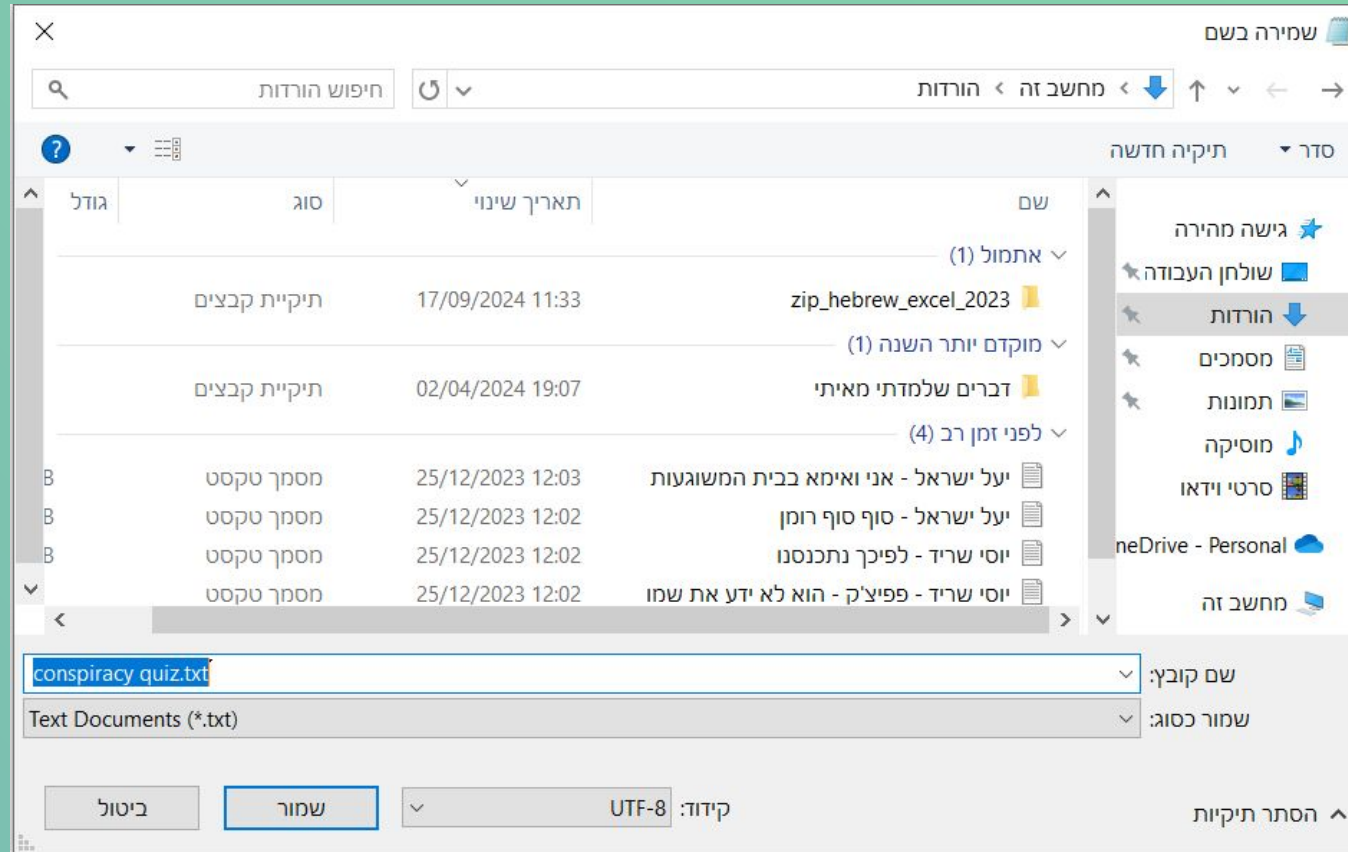 שמירה בשם
מחשב זה › הורדות
חיפוש הורדות
סדר
תיקיה חדשה
גישה מהירה
שולחן העבודה
הורדות
מסמכים
תמונות
מוסיקה
סרטי וידאו
neDrive - Personal
מחשב זה
שם תאריך שינוי סוג גודל
אתמול (1)
zip_hebrew_excel_2023 17/09/2024 11:33 תיקיית קבצים
מוקדם יותר השנה (1)
דברים שלמדתי מאיתי 02/04/2024 19:07 תיקיית קבצים
לפני זמן רב (4)
יעל ישראל - אני ואימא בבית המשוגעות 25/12/2023 12:03 מסמך טקסט B
יעל ישראל - סוף סוף רומן 25/12/2023 12:02 מסמך טקסט B
יוסי שריד - לפיכך נתכנסנו 25/12/2023 12:02 מסמך טקסט B
יוסי שריד - פפיצ'ק - הוא לא ידע את שמו 25/12/2023 12:02 מסמך טקסט
שם קובץ: conspiracy quiz.txt
שמור כסוג: Text Documents (*.txt)
הסתר תיקיות
קידוד: UTF-8
שמור
ביטול